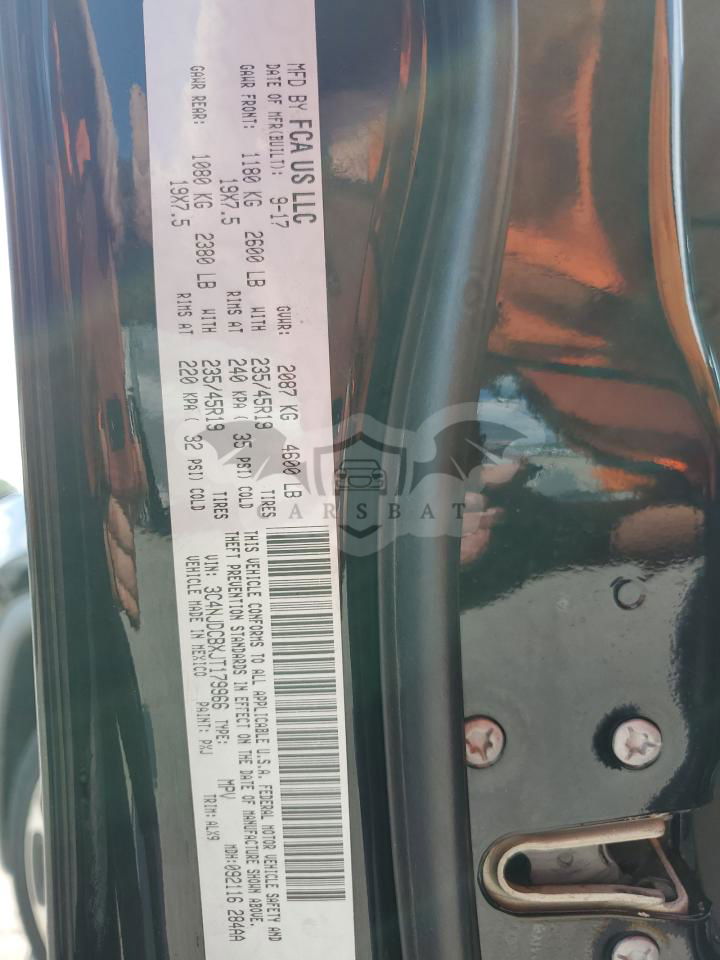 MFD BY FCA US LLC
DATE OF MFR(BUILT): 9-17 GVWR: 2087 KG 4600 LB
GAWR FRONT: 1180 KG 2600 LB WITH 235/45R19 TIRES
19X7.5 RIMS AT 240 KPA ( 35 PSI) COLD
GAWR REAR: 1080 KG 2380 LB WITH 235/45R19 TIRES
19X7.5 RIMS AT 220 KPA ( 32 PSI) COLD
THIS VEHICLE CONFORMS TO ALL APPLICABLE U.S.A. FEDERAL MOTOR VEHICLE SAFETY AND
THEFT PREVENTION STANDARDS IN EFFECT ON THE DATE OF MANUFACTURE SHOWN ABOVE.
VIN: 3C4NJDCBXJT179966 TYPE: MPV MDH:092116 284AA
VEHICLE MADE IN MEXICO PAINT: PXJ TRIM:ALX9
CARSBAT